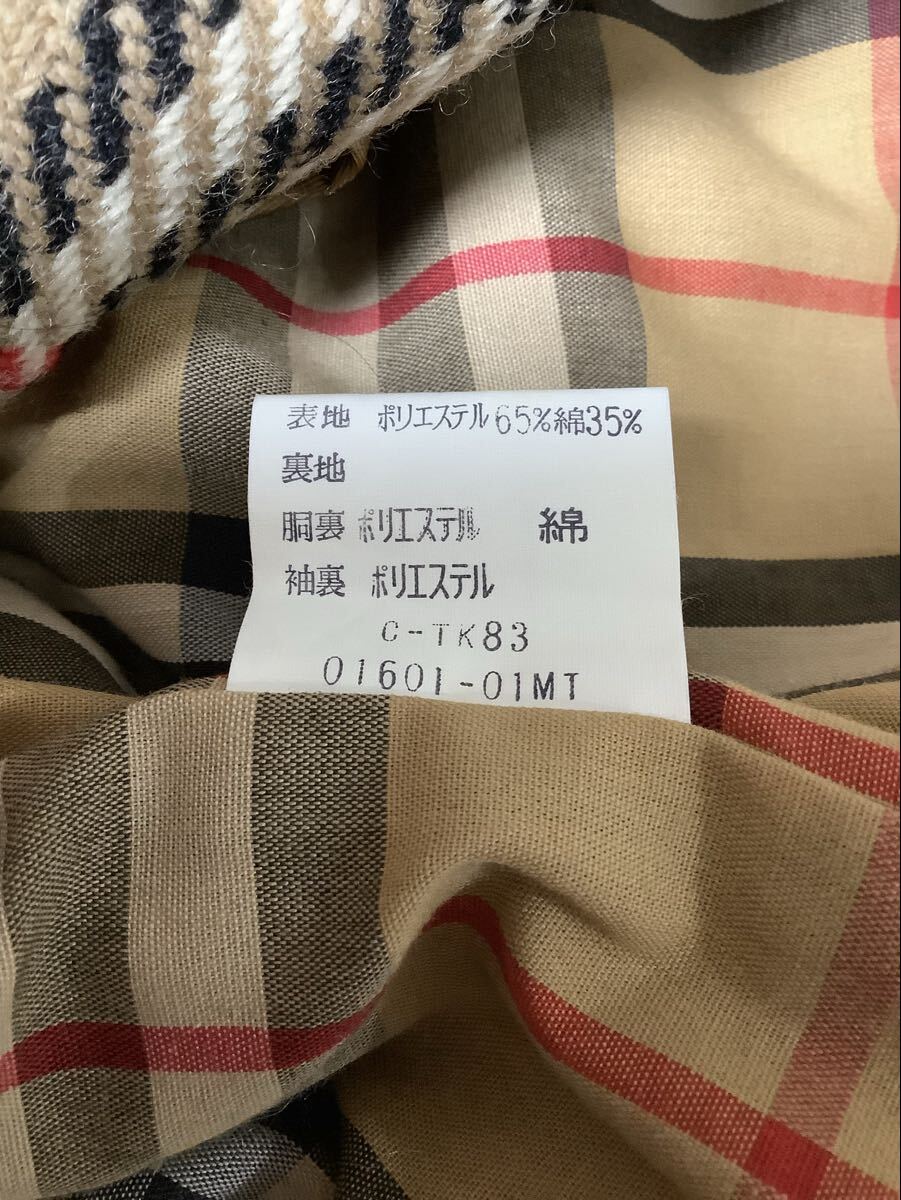 表地 ポリエステル65%綿35%
裏地
胴裏 ポリエステル 綿
袖裏 ポリエステル
C-TK83
01601-01MT